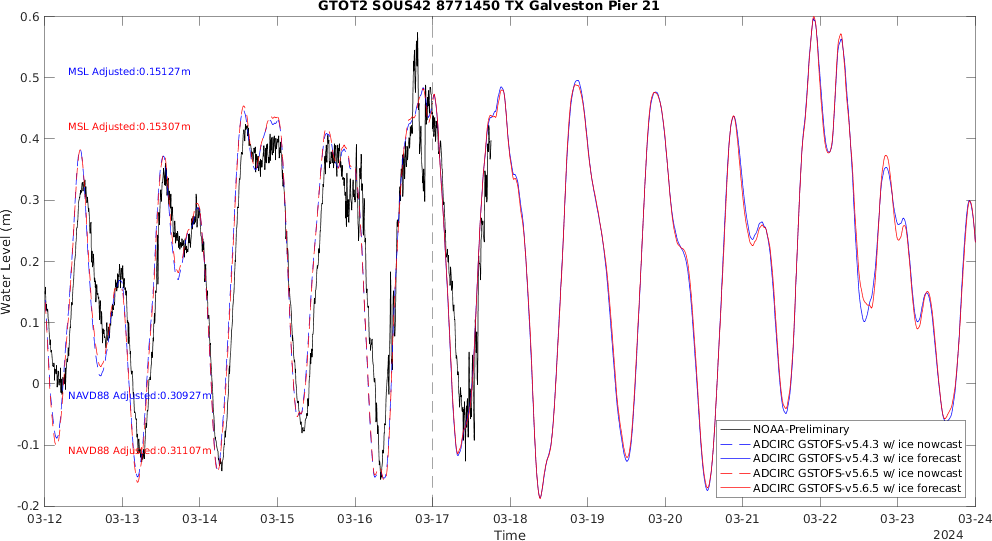 GTOT2 SOUS42 8771450 TX Galveston Pier 21
0.6
0.5
0.4
0.3
0.2
0.1
0
-0.1
-0.2
Water Level (m)
MSL Adjusted:0.15127m
MSL Adjusted:0.15307m
NAVD88 Adjusted:0.30927m
NAVD88 Adjusted:0.31107m
NOAA-Preliminary
ADCIRC GSTOFS-v5.4.3 w/ ice nowcast
ADCIRC GSTOFS-v5.4.3 w/ ice forecast
ADCIRC GSTOFS-v5.6.5 w/ ice nowcast
ADCIRC GSTOFS-v5.6.5 w/ ice forecast
03-12 03-13 03-14 03-15 03-16 03-17 03-18 03-19 03-20 03-21 03-22 03-23 03-24
Time
2024